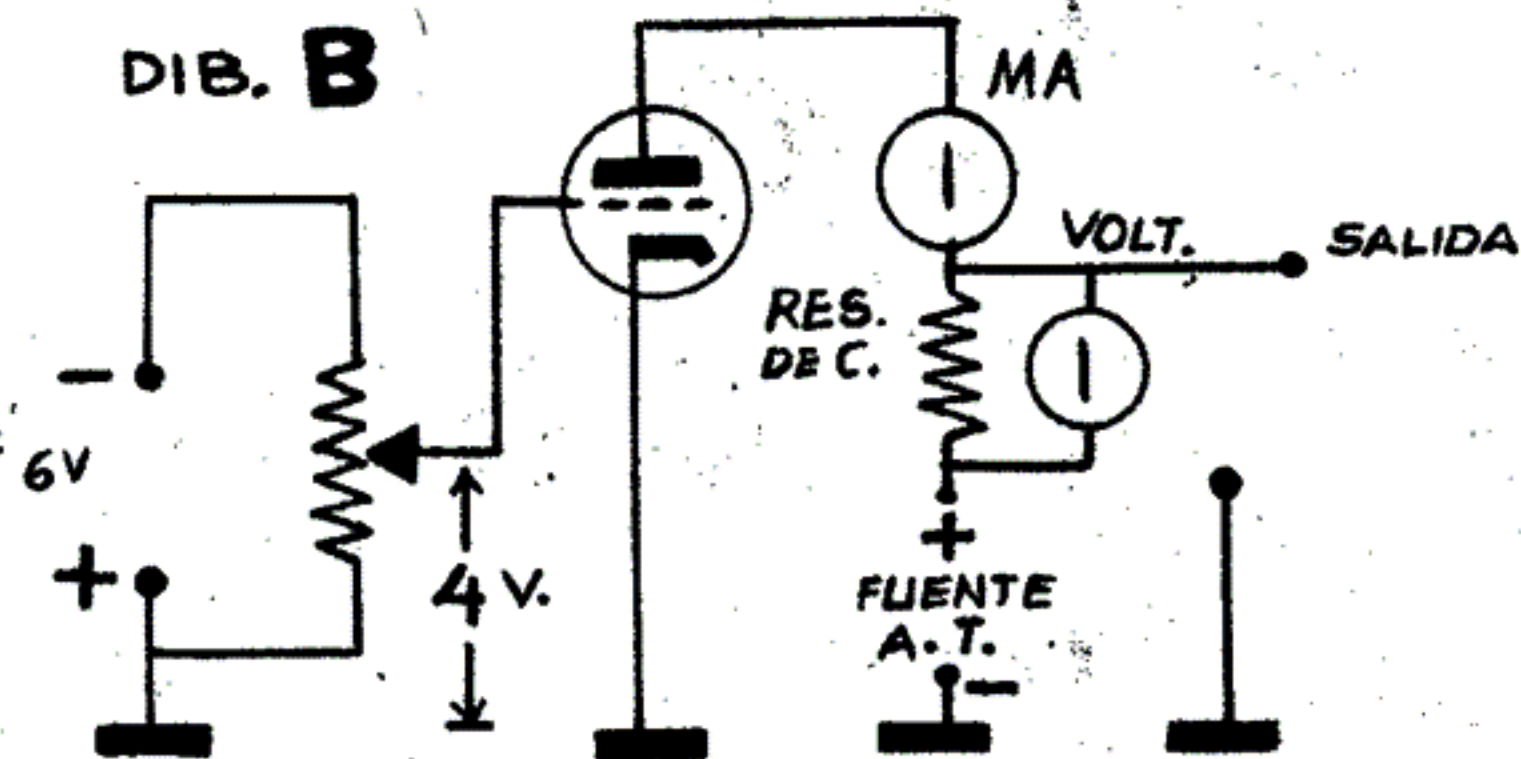 DIB. B
MA
VOLT.
SALIDA
RES.
DE C.
-
6V
+
4 V.
+
FUENTE
A.T.
-